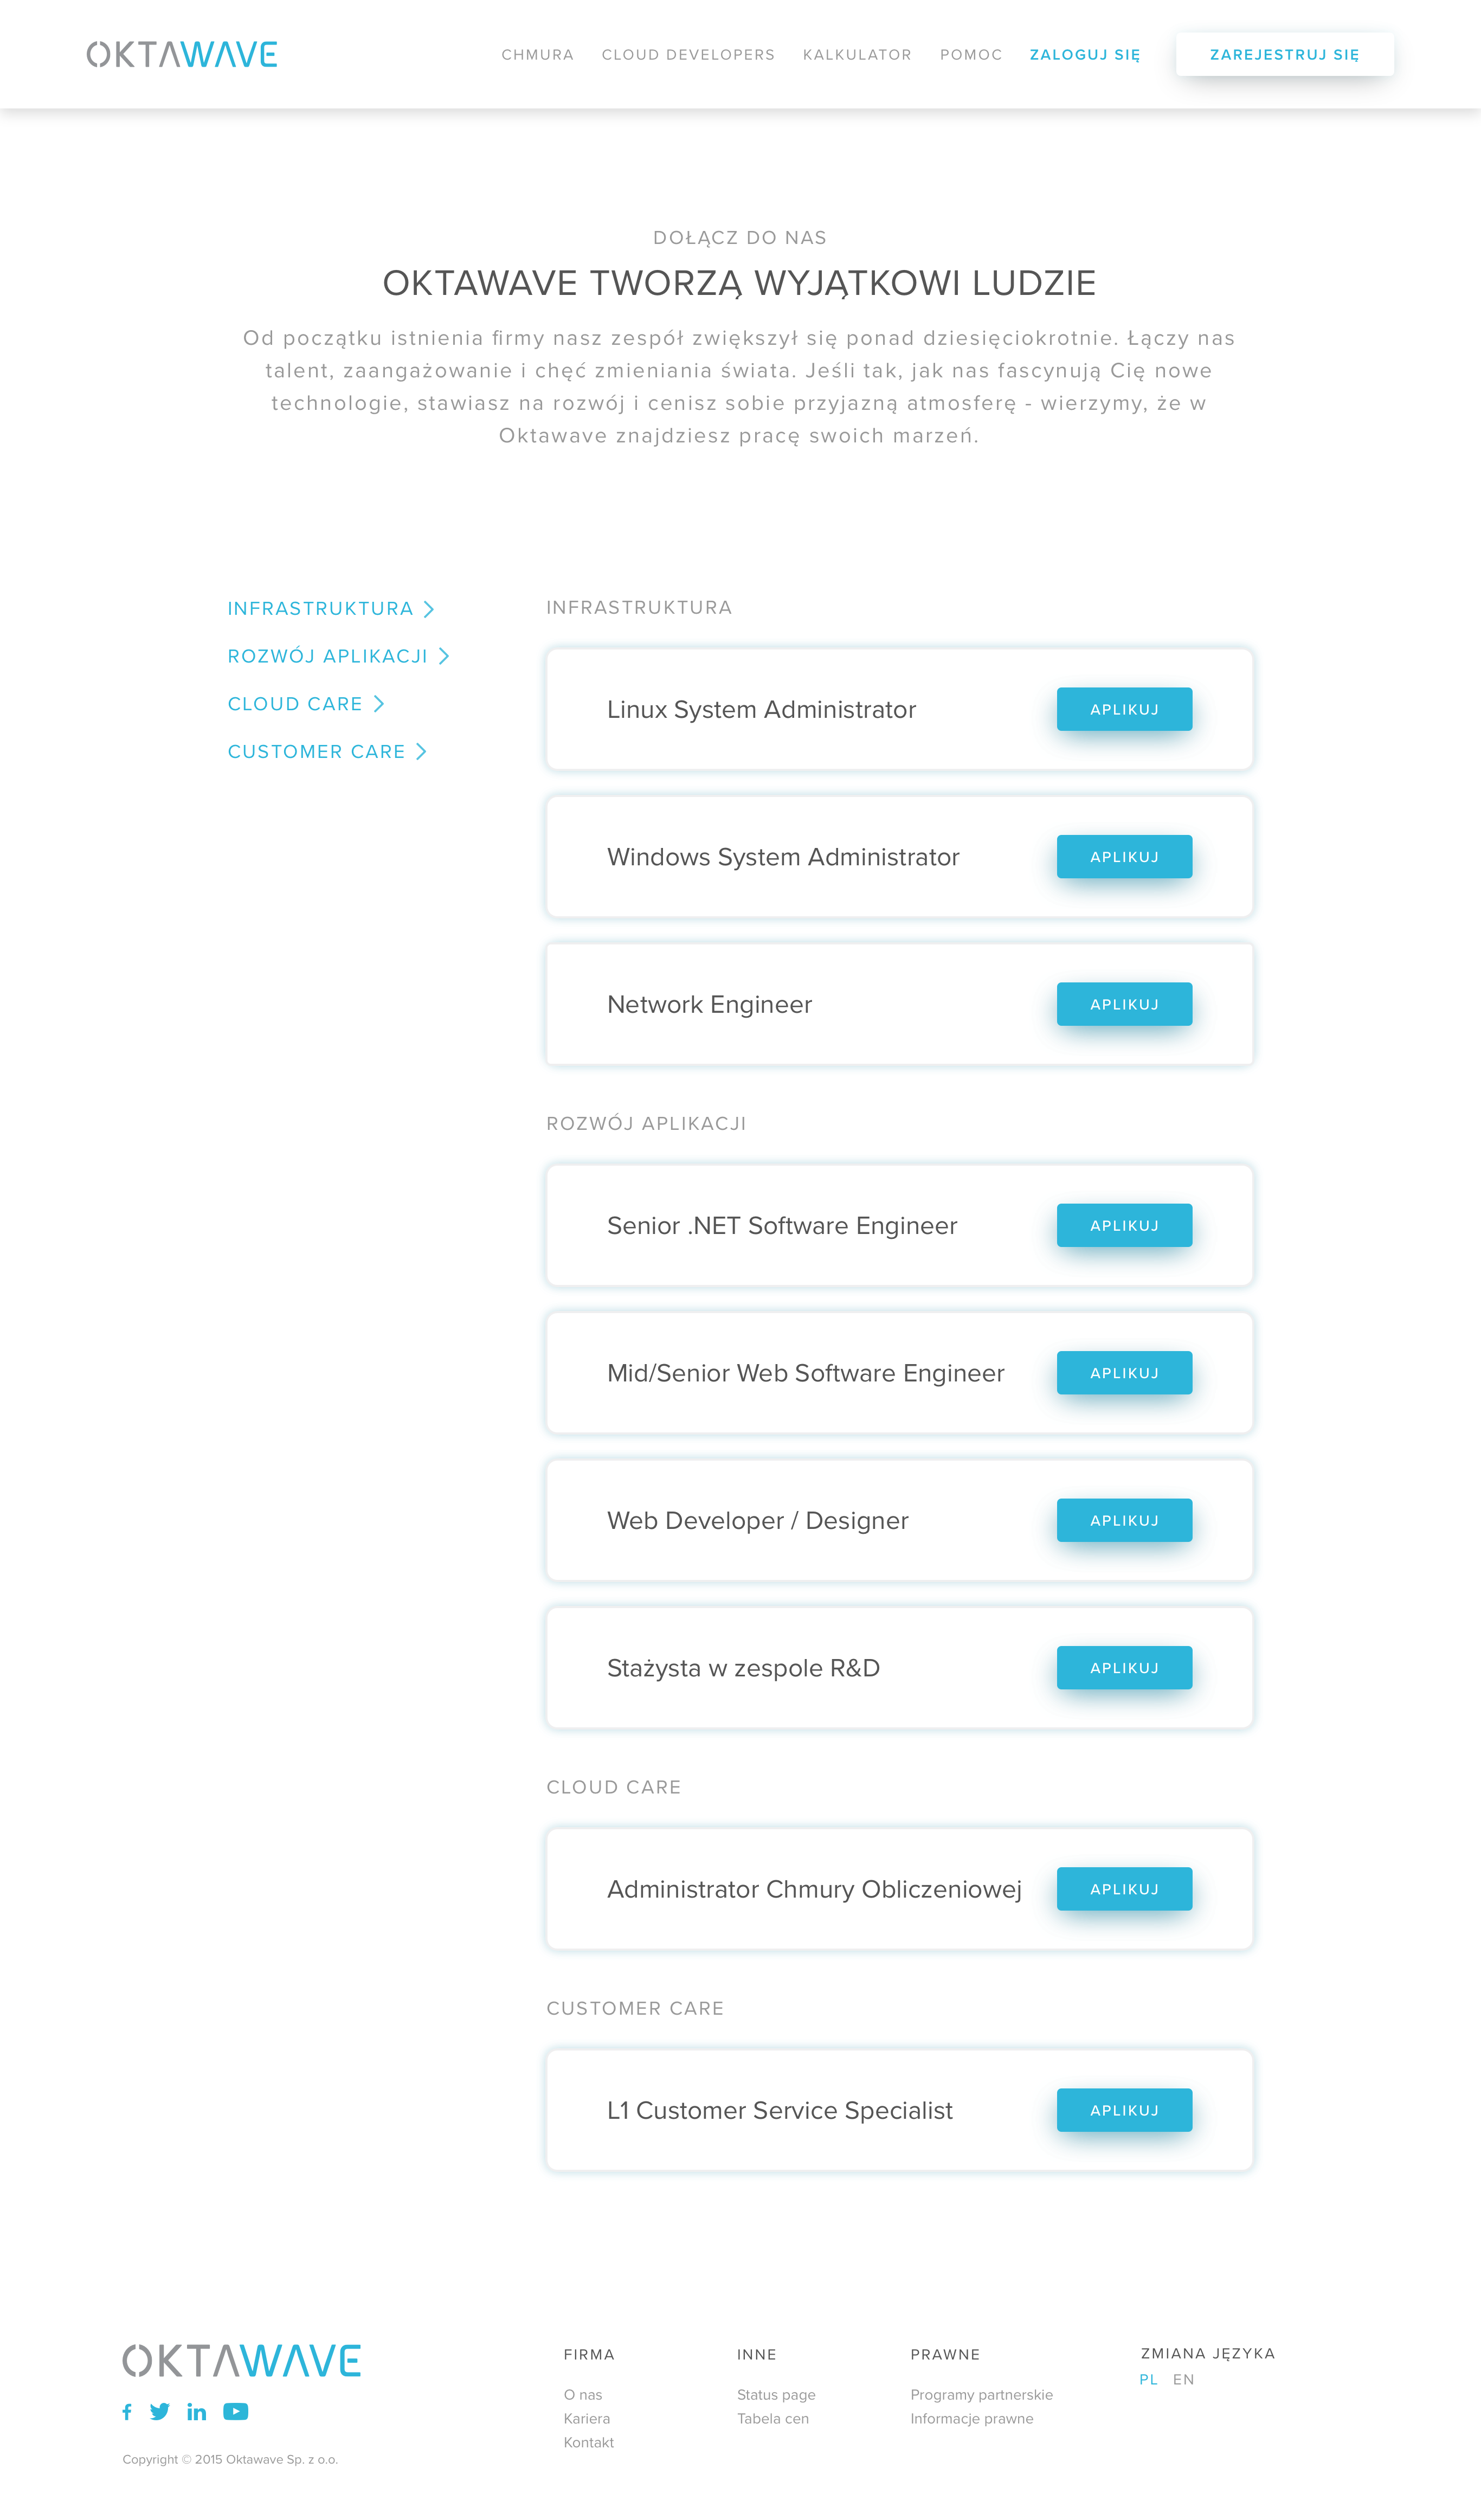 OKTAWAVE
CHMURA CLOUD DEVELOPERS KALKULATOR POMOC ZALOGUJ SIĘ ZAREJESTRUJ SIĘ
DOŁĄCZ DO NAS
OKTAWAVE TWORZĄ WYJĄTKOWI LUDZIE
Od początku istnienia firmy nasz zespół zwiększył się ponad dziesięciokrotnie. Łączy nas
talent, zaangażowanie i chęć zmieniania świata. Jeśli tak, jak nas fascynują Cię nowe
technologie, stawiasz na rozwój i cenisz sobie przyjazną atmosferę - wierzymy, że w
Oktawave znajdziesz pracę swoich marzeń.
INFRASTRUKTURA
ROZWÓJ APLIKACJI
CLOUD CARE
CUSTOMER CARE
INFRASTRUKTURA
Linux System Administrator APLIKUJ
Windows System Administrator APLIKUJ
Network Engineer APLIKUJ
ROZWÓJ APLIKACJI
Senior .NET Software Engineer APLIKUJ
Mid/Senior Web Software Engineer APLIKUJ
Web Developer / Designer APLIKUJ
Stażysta w zespole R&D APLIKUJ
CLOUD CARE
Administrator Chmury Obliczeniowej APLIKUJ
CUSTOMER CARE
L1 Customer Service Specialist APLIKUJ
OKTAWAVE
Copyright © 2015 Oktawave Sp. z o.o.
FIRMA
O nas
Kariera
Kontakt
INNE
Status page
Tabela cen
PRAWNE
Programy partnerskie
Informacje prawne
ZMIANA JĘZYKA
PL EN